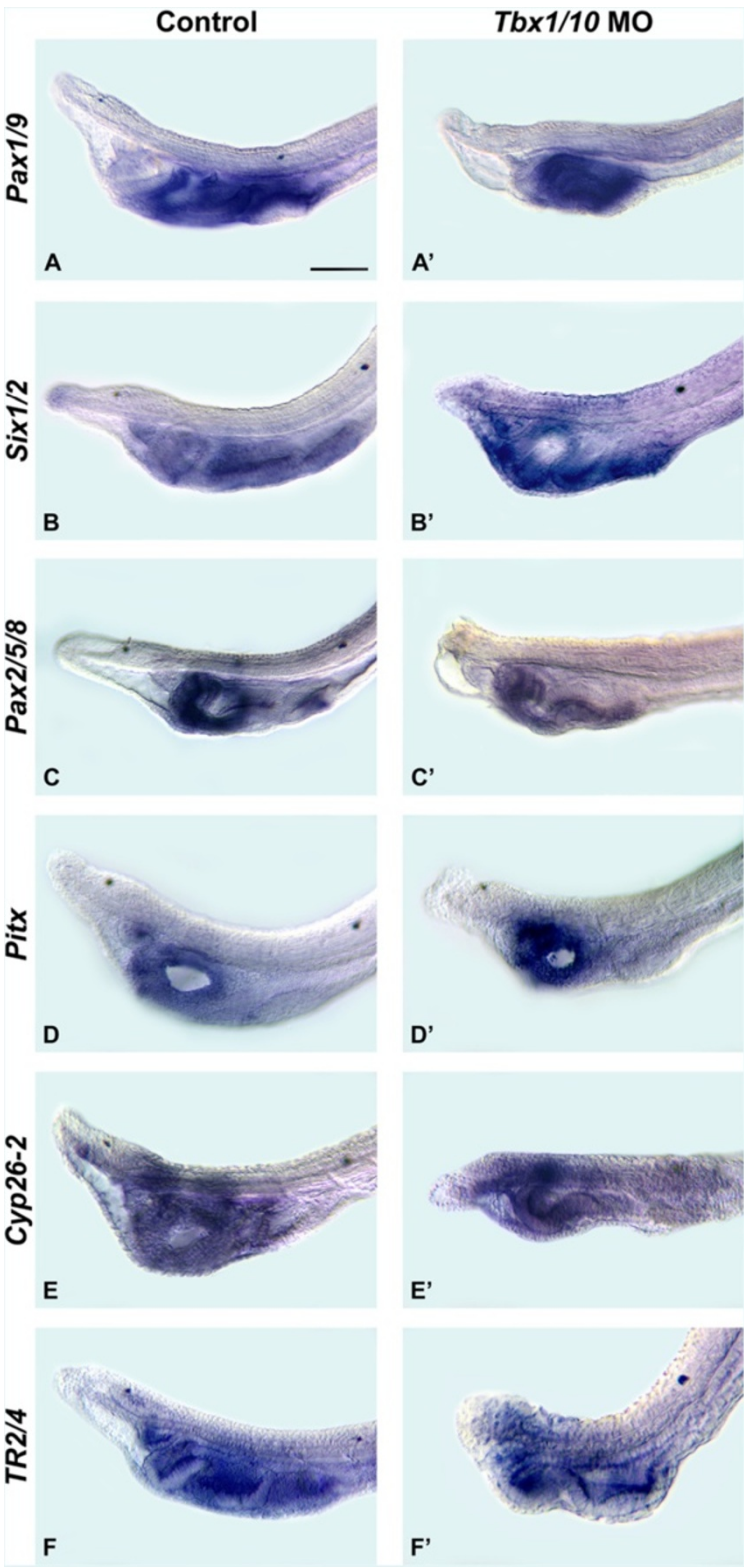 Control Tbx1/10 MO
Pax1/9
A A’
Six1/2
B B’
Pax2/5/8
C C’
Pitx
D D’
Cyp26-2
E E’
TR2/4
F F’